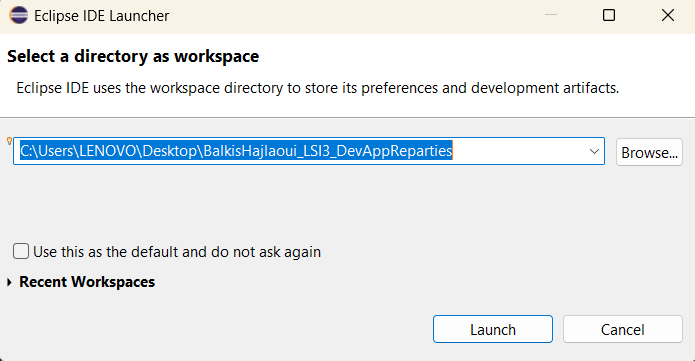 Eclipse IDE Launcher
Select a directory as workspace
Eclipse IDE uses the workspace directory to store its preferences and development artifacts.
C:\Users\LENOVO\Desktop\BalkisHajlaoui_LSI3_DevAppReparties
Browse...
Use this as the default and do not ask again
Recent Workspaces
Launch
Cancel